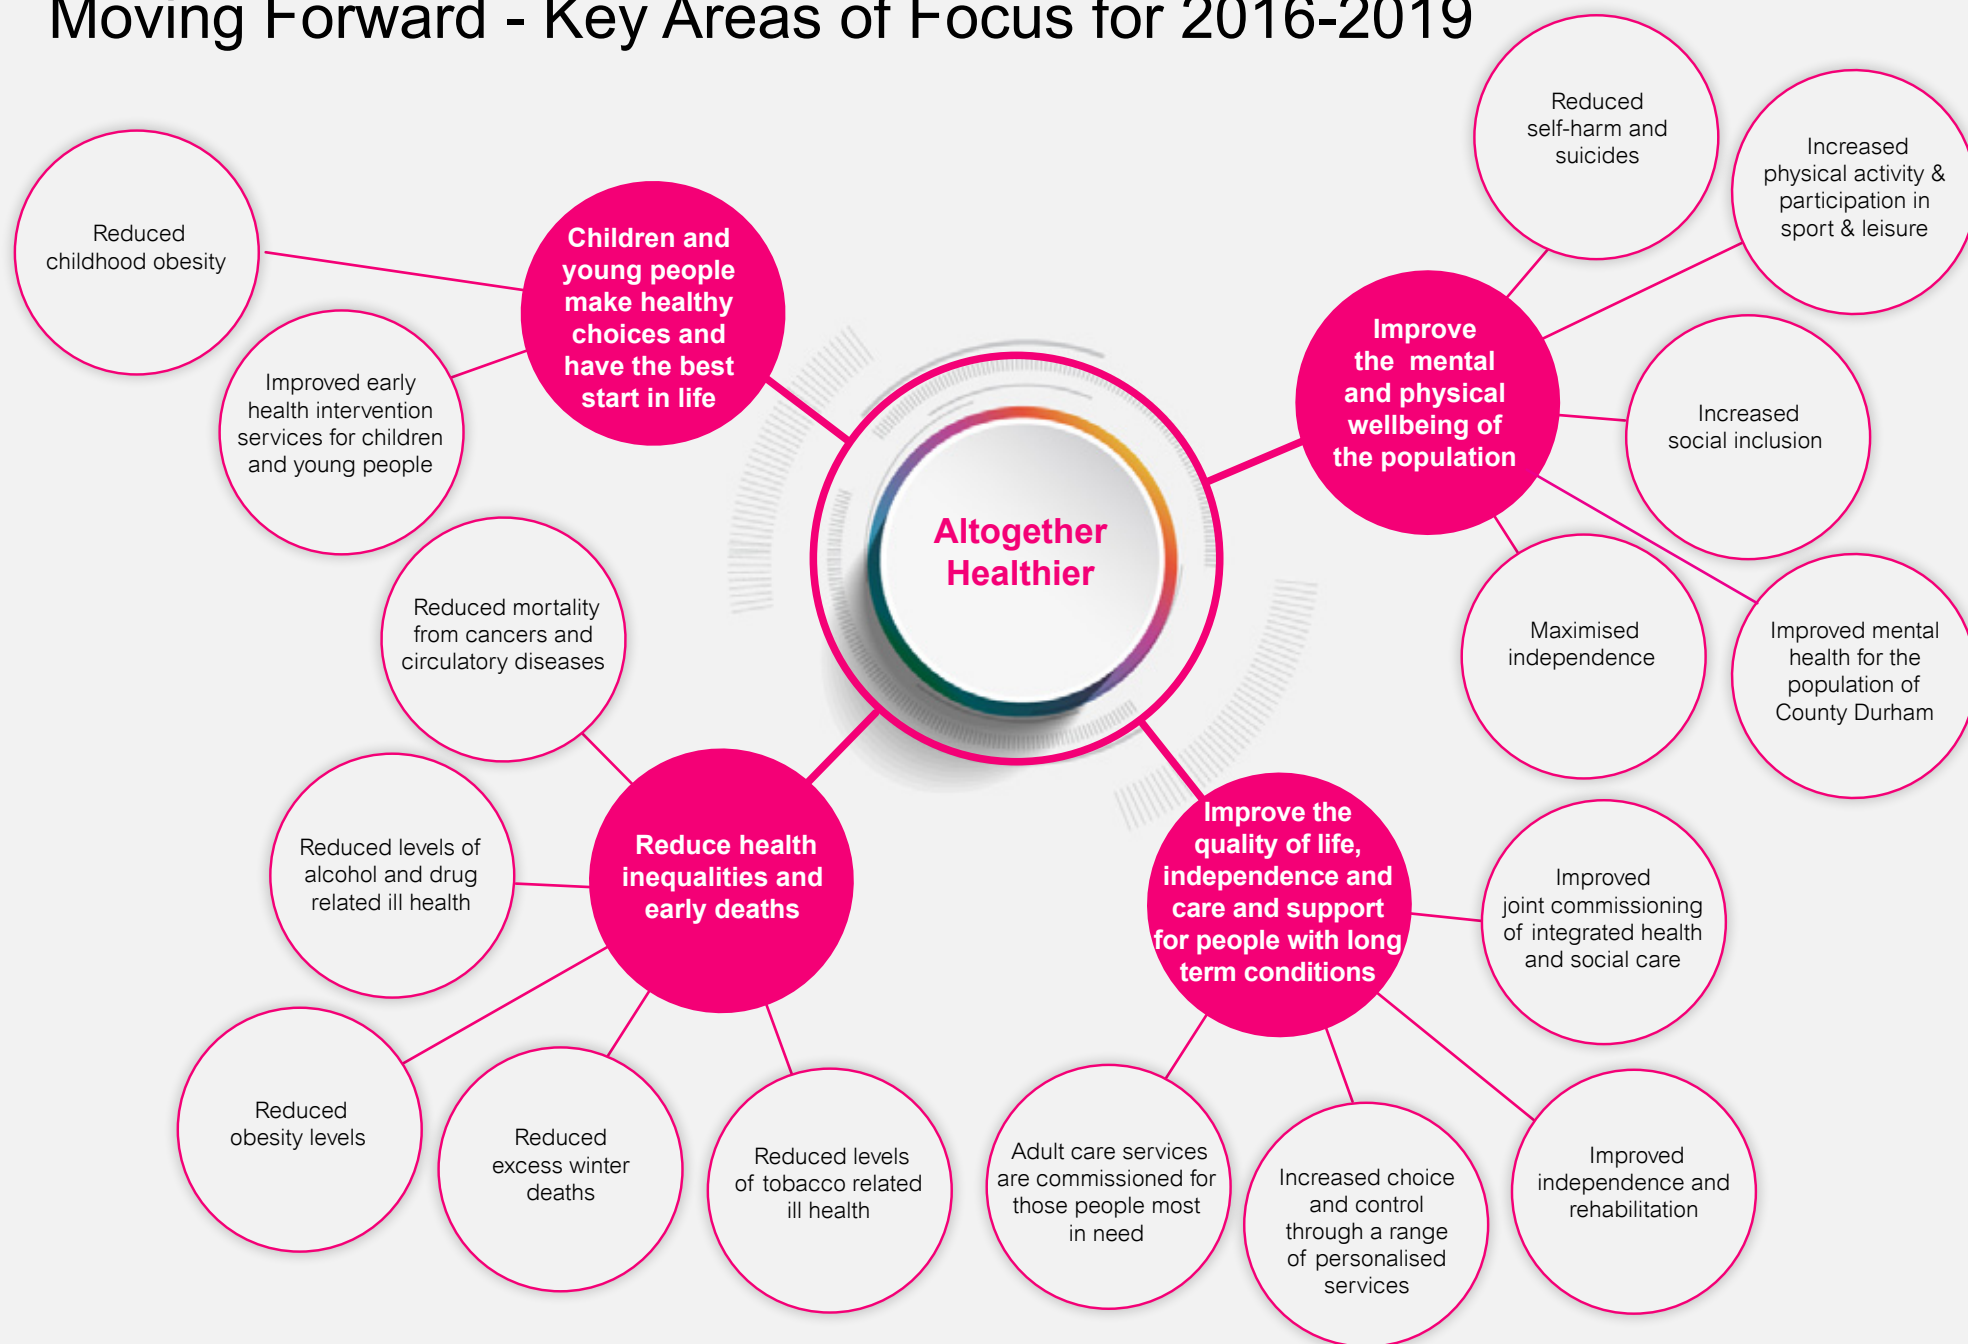 Moving Forward - Key Areas of Focus for 2016-2019
Reduced
childhood obesity
Improved early
health intervention
services for children
and young people
Children and
young people
make healthy
choices and
have the best
start in life
Reduced
self-harm and
suicides
Increased
physical activity &
participation in
sport & leisure
Increased
social inclusion
Improved mental
health for the
population of
County Durham
Maximised
independence
Improve
the mental
and physical
wellbeing of
the population
Altogether
Healthier
Reduced mortality
from cancers and
circulatory diseases
Reduced levels of
alcohol and drug
related ill health
Reduced
obesity levels
Reduced
excess winter
deaths
Reduced levels
of tobacco related
ill health
Reduce health
inequalities and
early deaths
Improve the
quality of life,
independence and
care and support
for people with long
term conditions
Improved
joint commissioning
of integrated health
and social care
Improved
independence and
rehabilitation
Increased choice
and control
through a range
of personalised
services
Adult care services
are commissioned for
those people most
in need